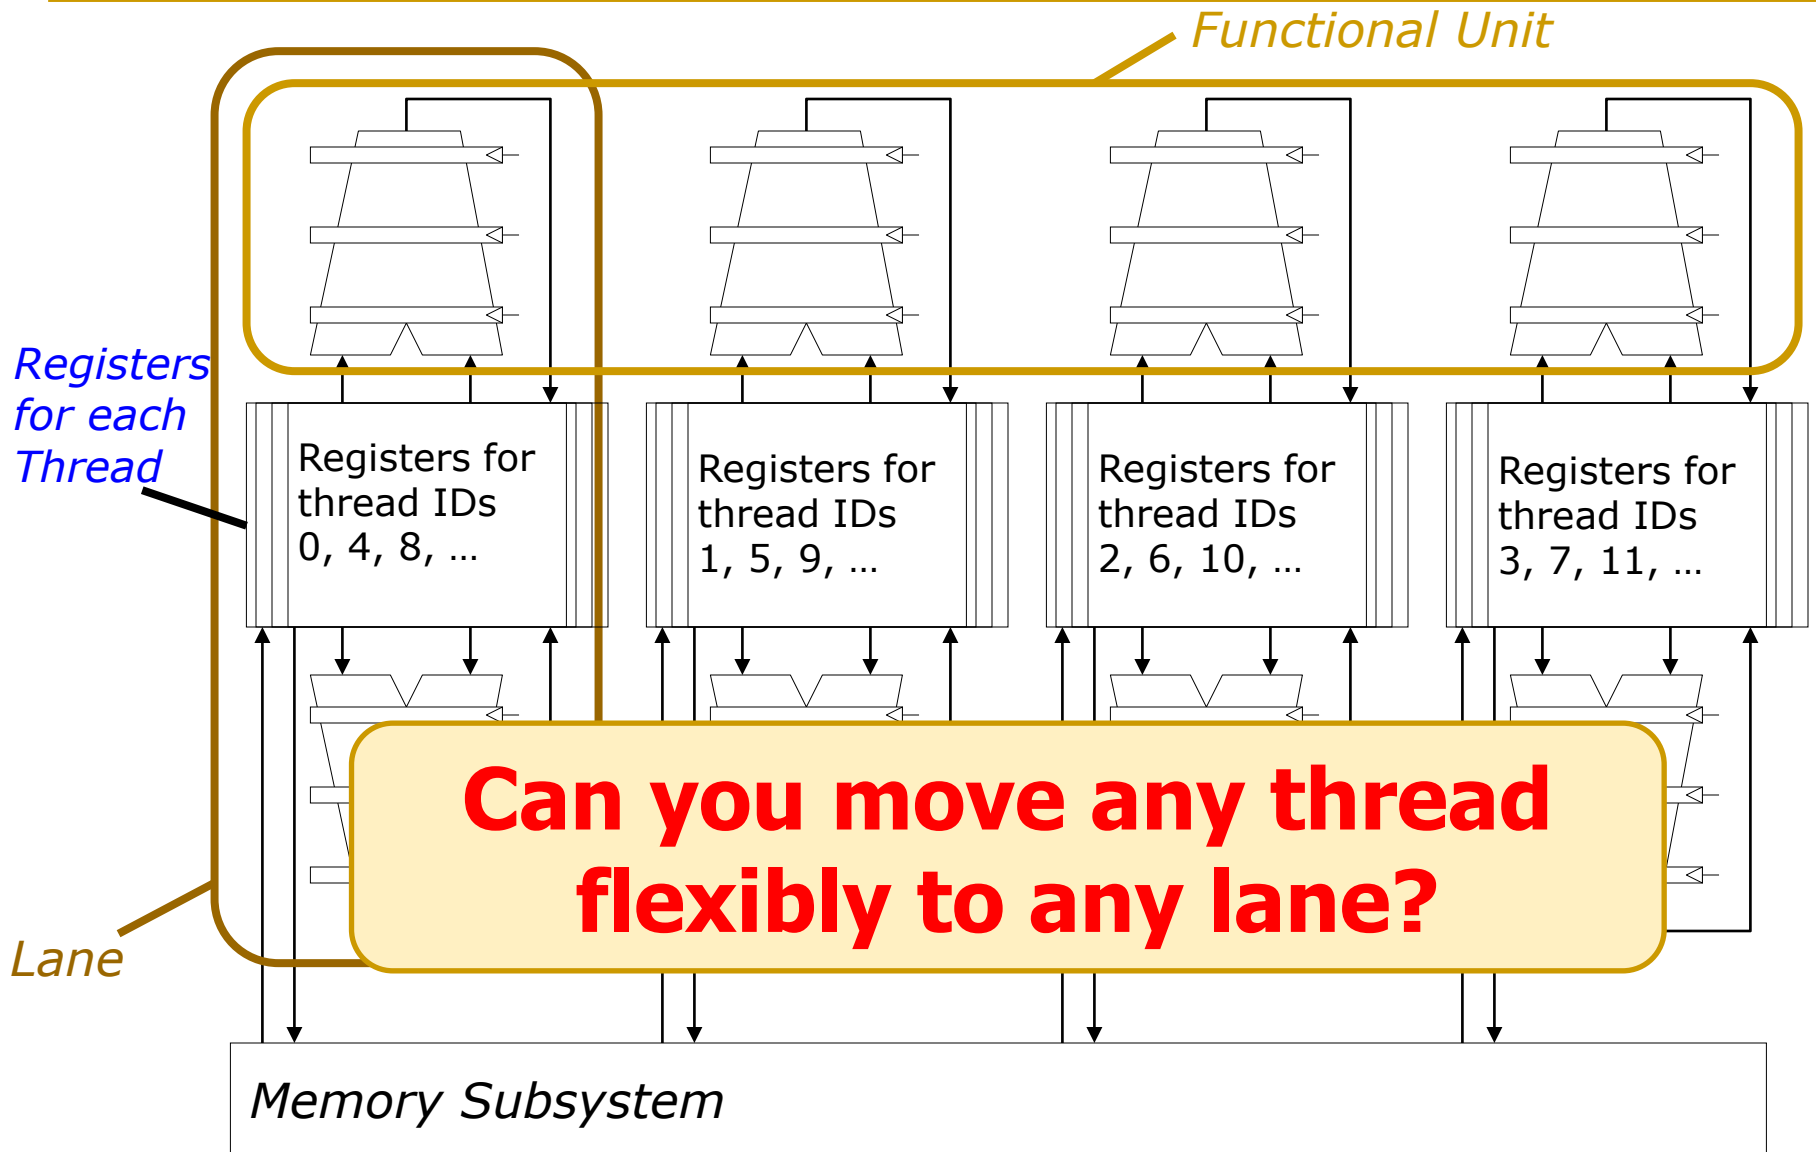 Functional Unit
Registers
for each
Thread
Registers for
thread IDs
0, 4, 8, …
Registers for
thread IDs
1, 5, 9, …
Registers for
thread IDs
2, 6, 10, …
Registers for
thread IDs
3, 7, 11, …
Can you move any thread
flexibly to any lane?
Lane
Memory Subsystem